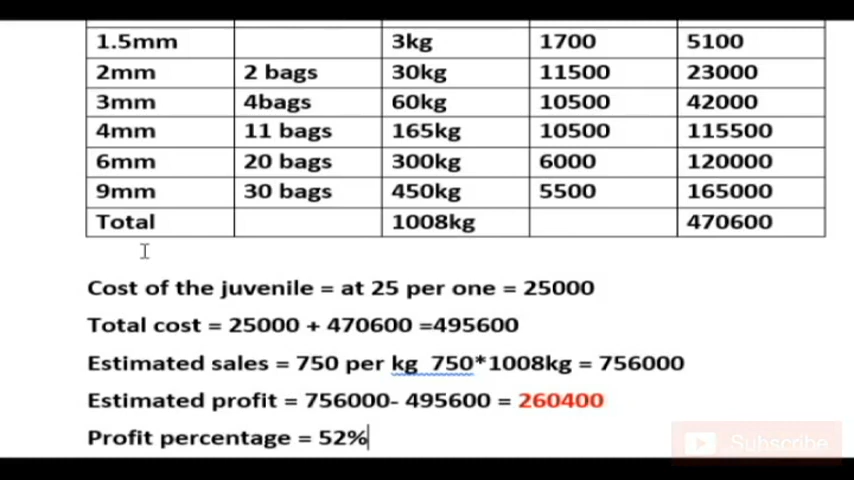 1.5mm 3kg 1700 5100
2mm 2 bags 30kg 11500 23000
3mm 4bags 60kg 10500 42000
4mm 11 bags 165kg 10500 115500
6mm 20 bags 300kg 6000 120000
9mm 30 bags 450kg 5500 165000
Total 1008kg 470600
Cost of the juvenile = at 25 per one = 25000
Total cost = 25000 + 470600 =495600
Estimated sales = 750 per kg 750*1008kg = 756000
Estimated profit = 756000- 495600 = 260400
Profit percentage = 52%
Subscribe